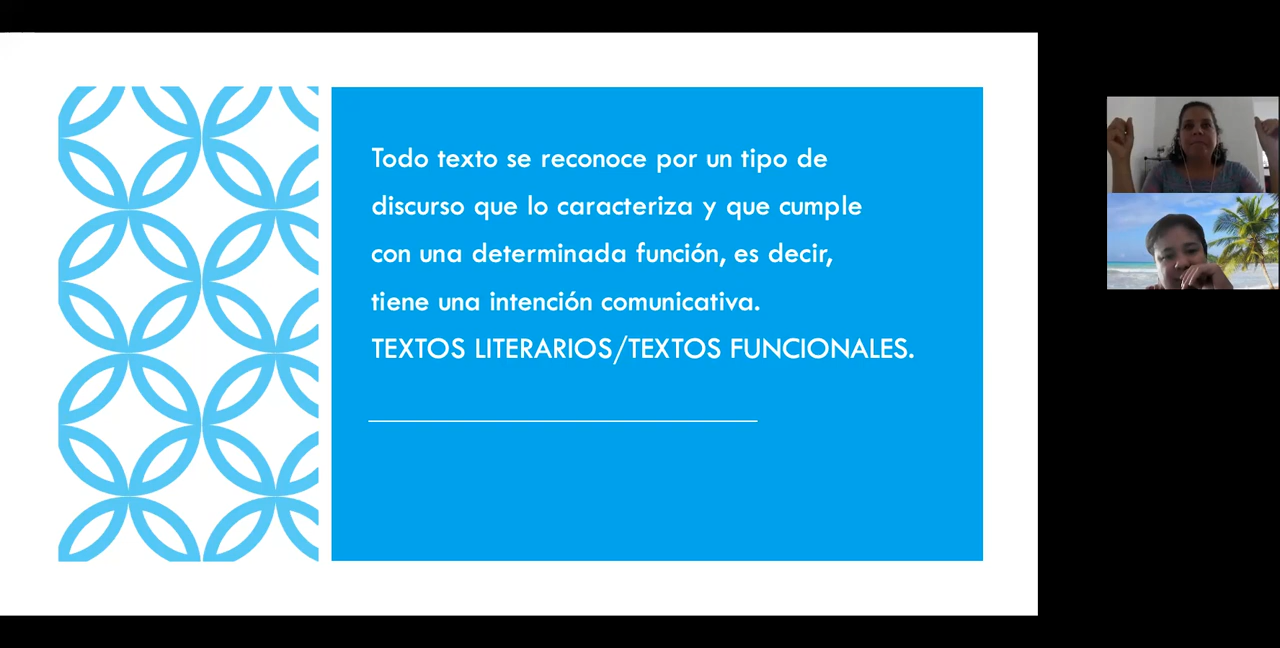 Todo texto se reconoce por un tipo de
discurso que lo caracteriza y que cumple
con una determinada función, es decir,
tiene una intención comunicativa.
TEXTOS LITERARIOS/TEXTOS FUNCIONALES.